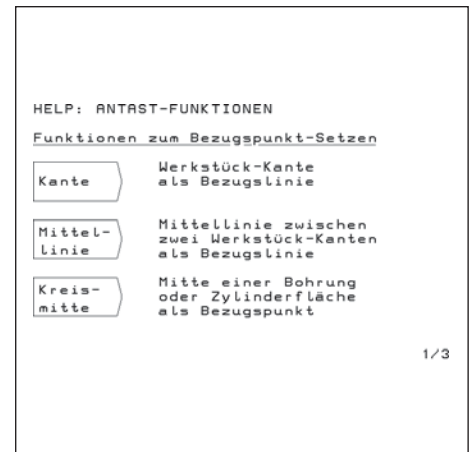 HELP: ANTAST-FUNKTIONEN
Funktionen zum Bezugspunkt-Setzen
Kante
Werkstück-Kante
als Bezugslinie
Mittel-
linie
Mittellinie zwischen
zwei Werkstück-Kanten
als Bezugslinie
Kreis-
mitte
Mitte einer Bohrung
oder Zylinderfläche
als Bezugspunkt
1/3